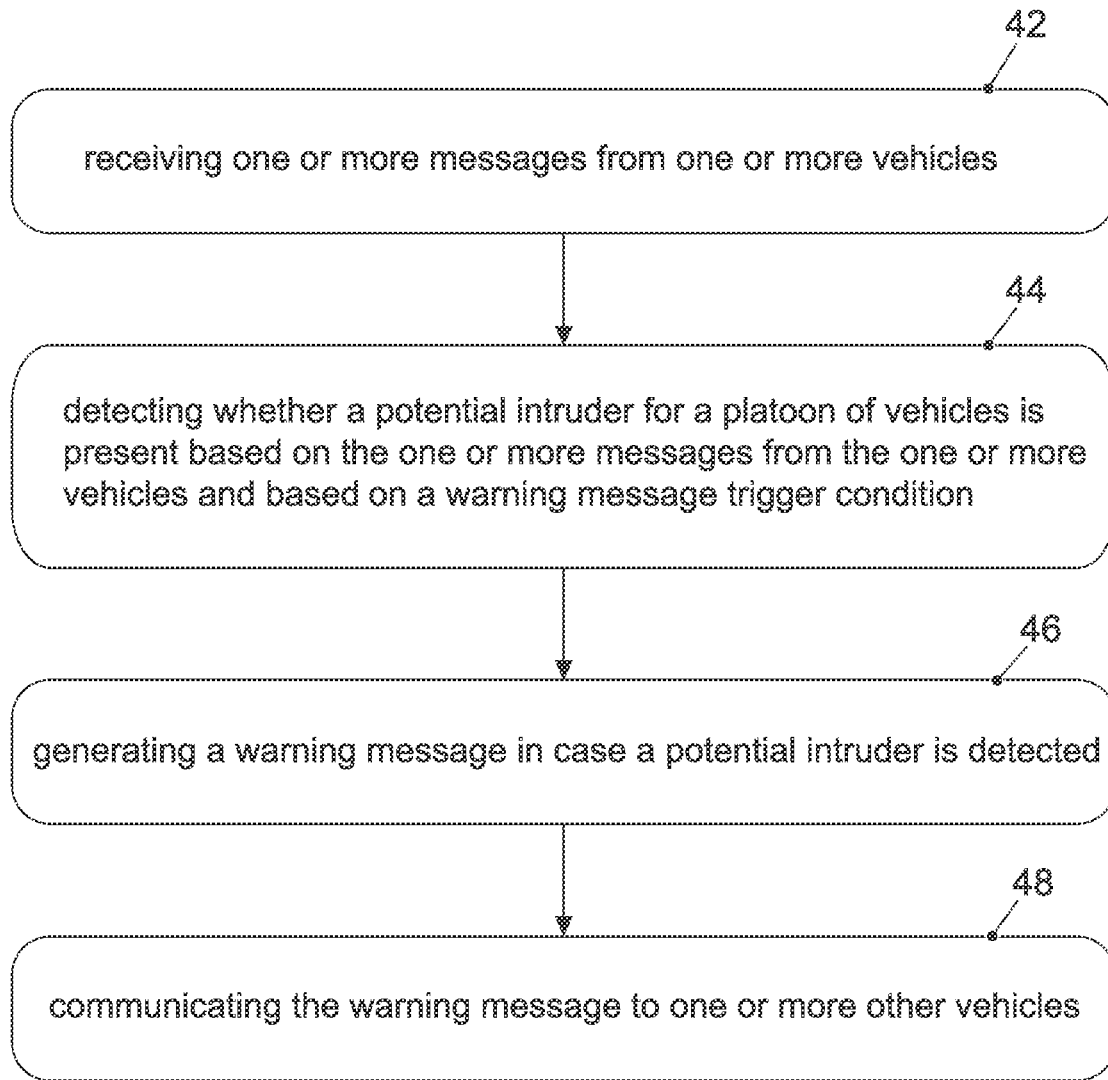 42
receiving one or more messages from one or more vehicles
44
detecting whether a potential intruder for a platoon of vehicles is
present based on the one or more messages from the one or more
vehicles and based on a warning message trigger condition
46
generating a warning message in case a potential intruder is detected
48
communicating the warning message to one or more other vehicles